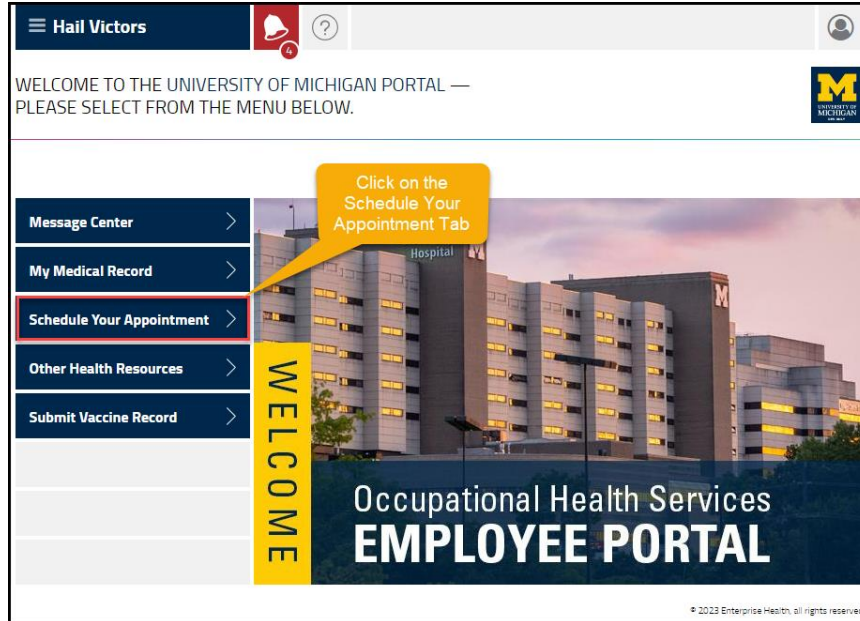 Hail Victors
4
?
WELCOME TO THE UNIVERSITY OF MICHIGAN PORTAL —
PLEASE SELECT FROM THE MENU BELOW.
M
UNIVERSITY OF
MICHIGAN
Click on the
Schedule Your
Appointment Tab
Message Center
My Medical Record
Schedule Your Appointment
Other Health Resources
Submit Vaccine Record
Hospital
M
M
WELCOME
Occupational Health Services
EMPLOYEE PORTAL
© 2023 Enterprise Health, all rights reserved